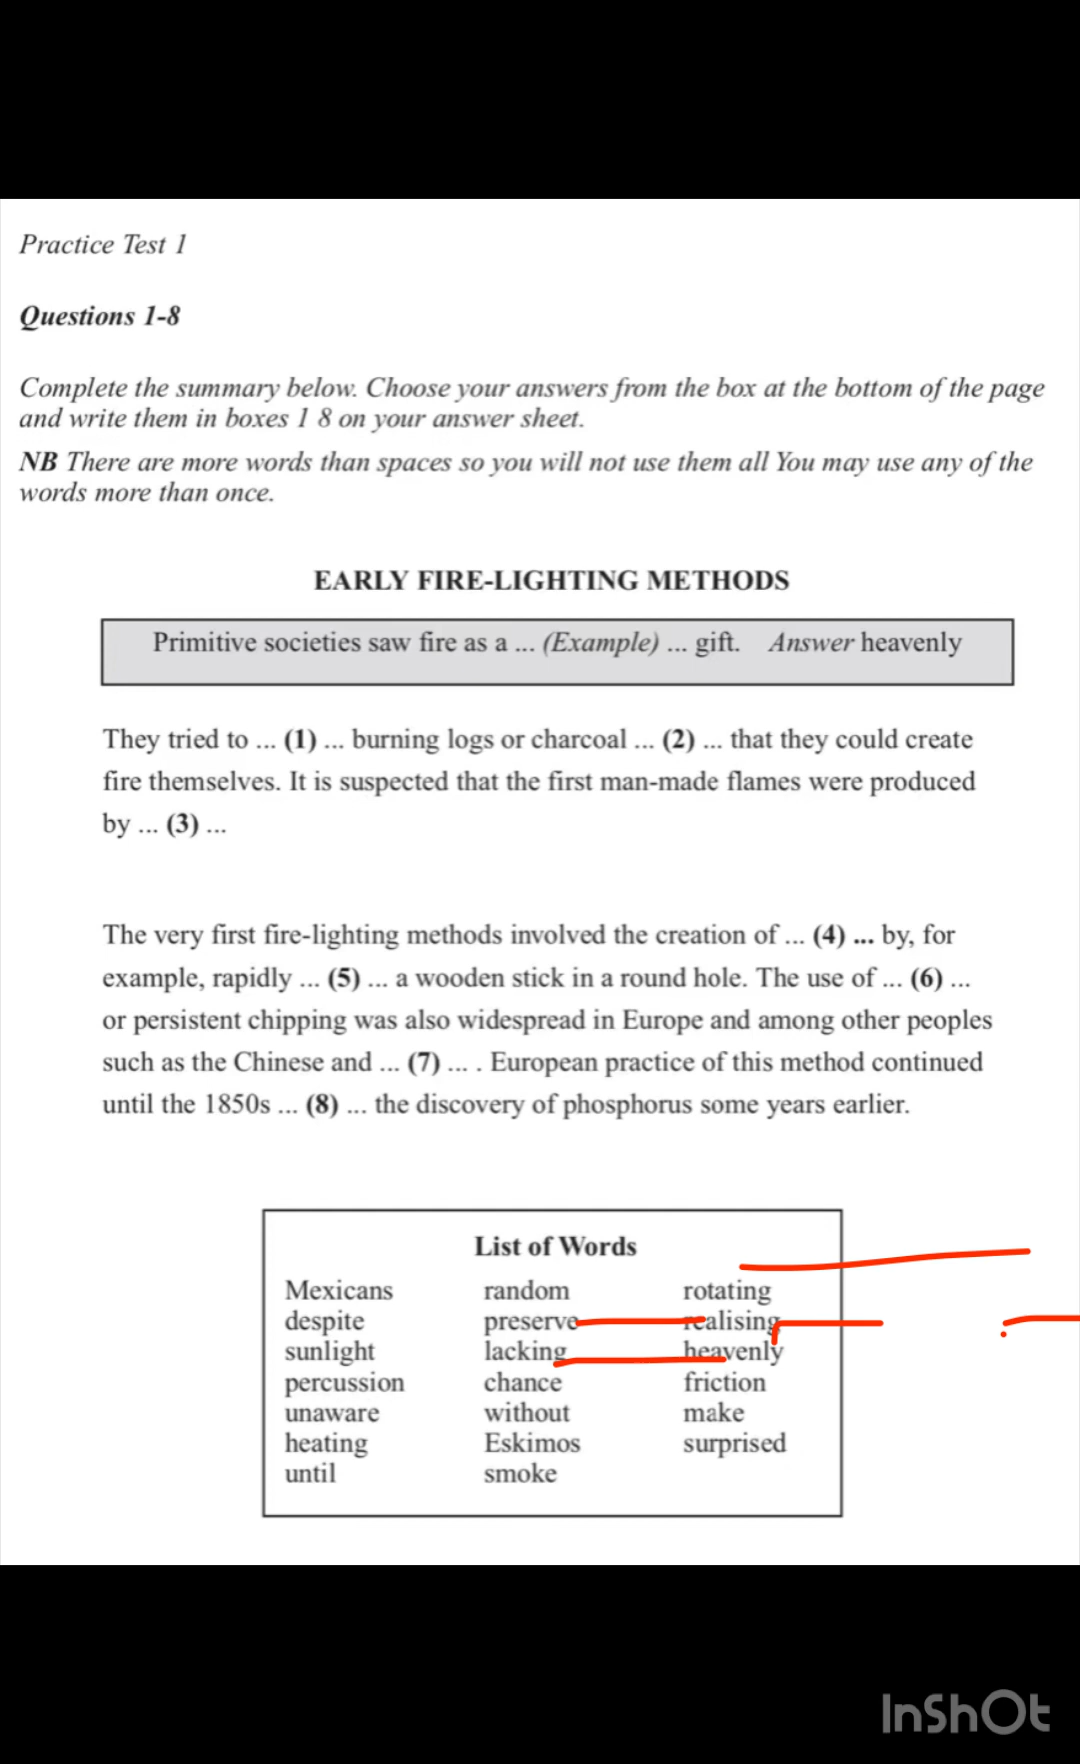 Practice Test 1
Questions 1-8
Complete the summary below. Choose your answers from the box at the bottom of the page
and write them in boxes 1 8 on your answer sheet.
NB There are more words than spaces so you will not use them all You may use any of the
words more than once.
EARLY FIRE-LIGHTING METHODS
Primitive societies saw fire as a ... (Example) ... gift. Answer heavenly
They tried to ... (1) ... burning logs or charcoal ... (2) ... that they could create
fire themselves. It is suspected that the first man-made flames were produced
by ... (3) ...
The very first fire-lighting methods involved the creation of ... (4) ... by, for
example, rapidly ... (5) ... a wooden stick in a round hole. The use of ... (6) ...
or persistent chipping was also widespread in Europe and among other peoples
such as the Chinese and ... (7) ... . European practice of this method continued
until the 1850s ... (8) ... the discovery of phosphorus some years earlier.
List of Words
Mexicans random rotating
despite preserve realising
sunlight lacking heavenly
percussion chance friction
unaware without make
heating Eskimos surprised
until smoke
InShOt